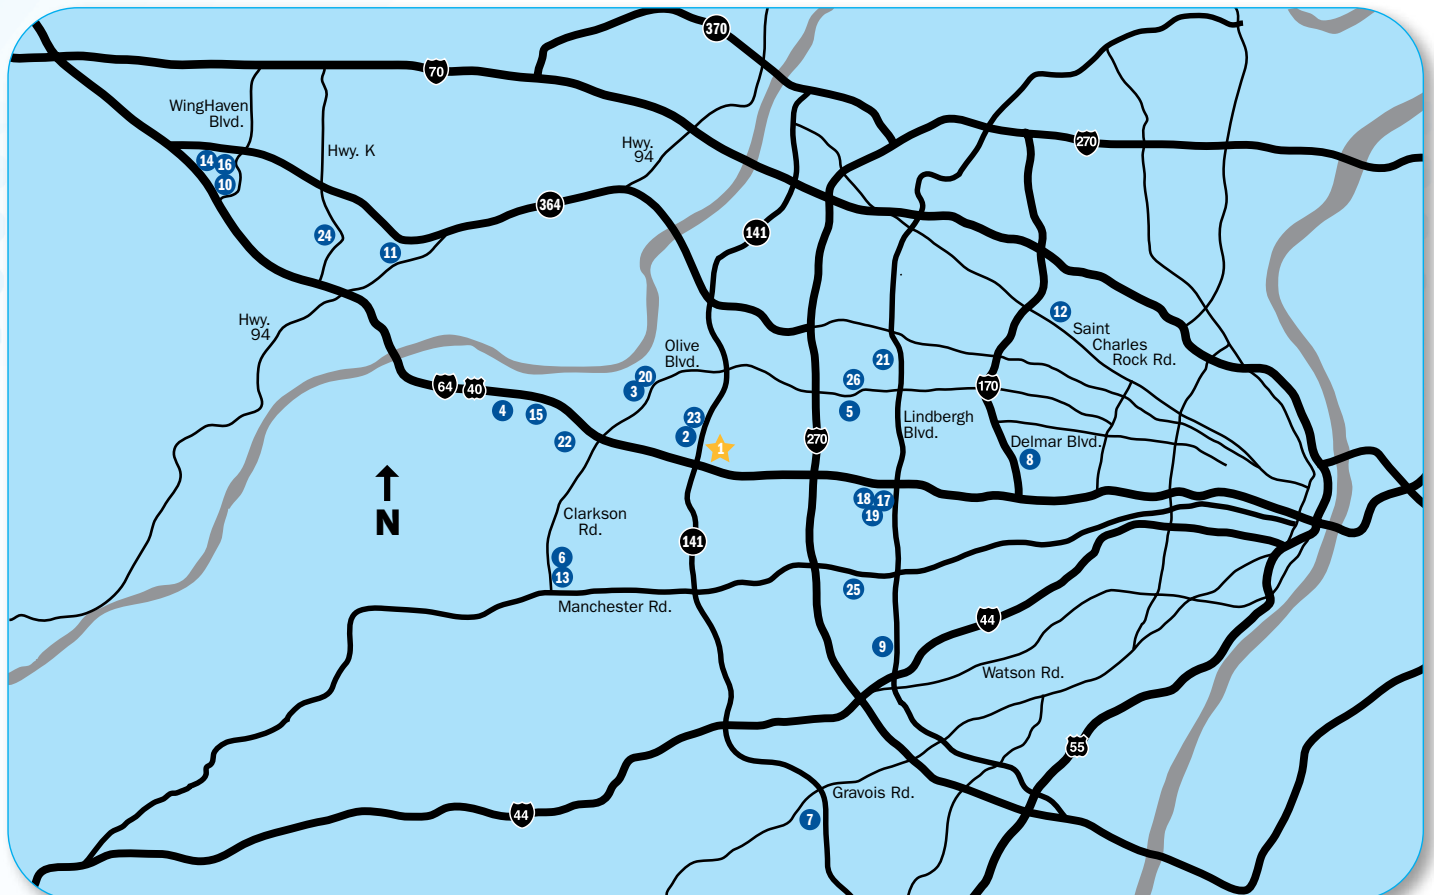 370
70
WingHaven
Blvd.
Hwy. K
Hwy.
94
270
14
16
10
364
141
24
11
12
Hwy.
94
Saint
Charles
Rock Rd.
Olive
Blvd.
21
20
3
26
64
40
170
4
15
5
23
Lindbergh
Blvd.
2
1
270
22
Delmar Blvd.
8
N
18
17
19
Clarkson
Rd.
141
6
13
25
Manchester Rd.
44
9
Watson Rd.
55
Gravois Rd.
44
7